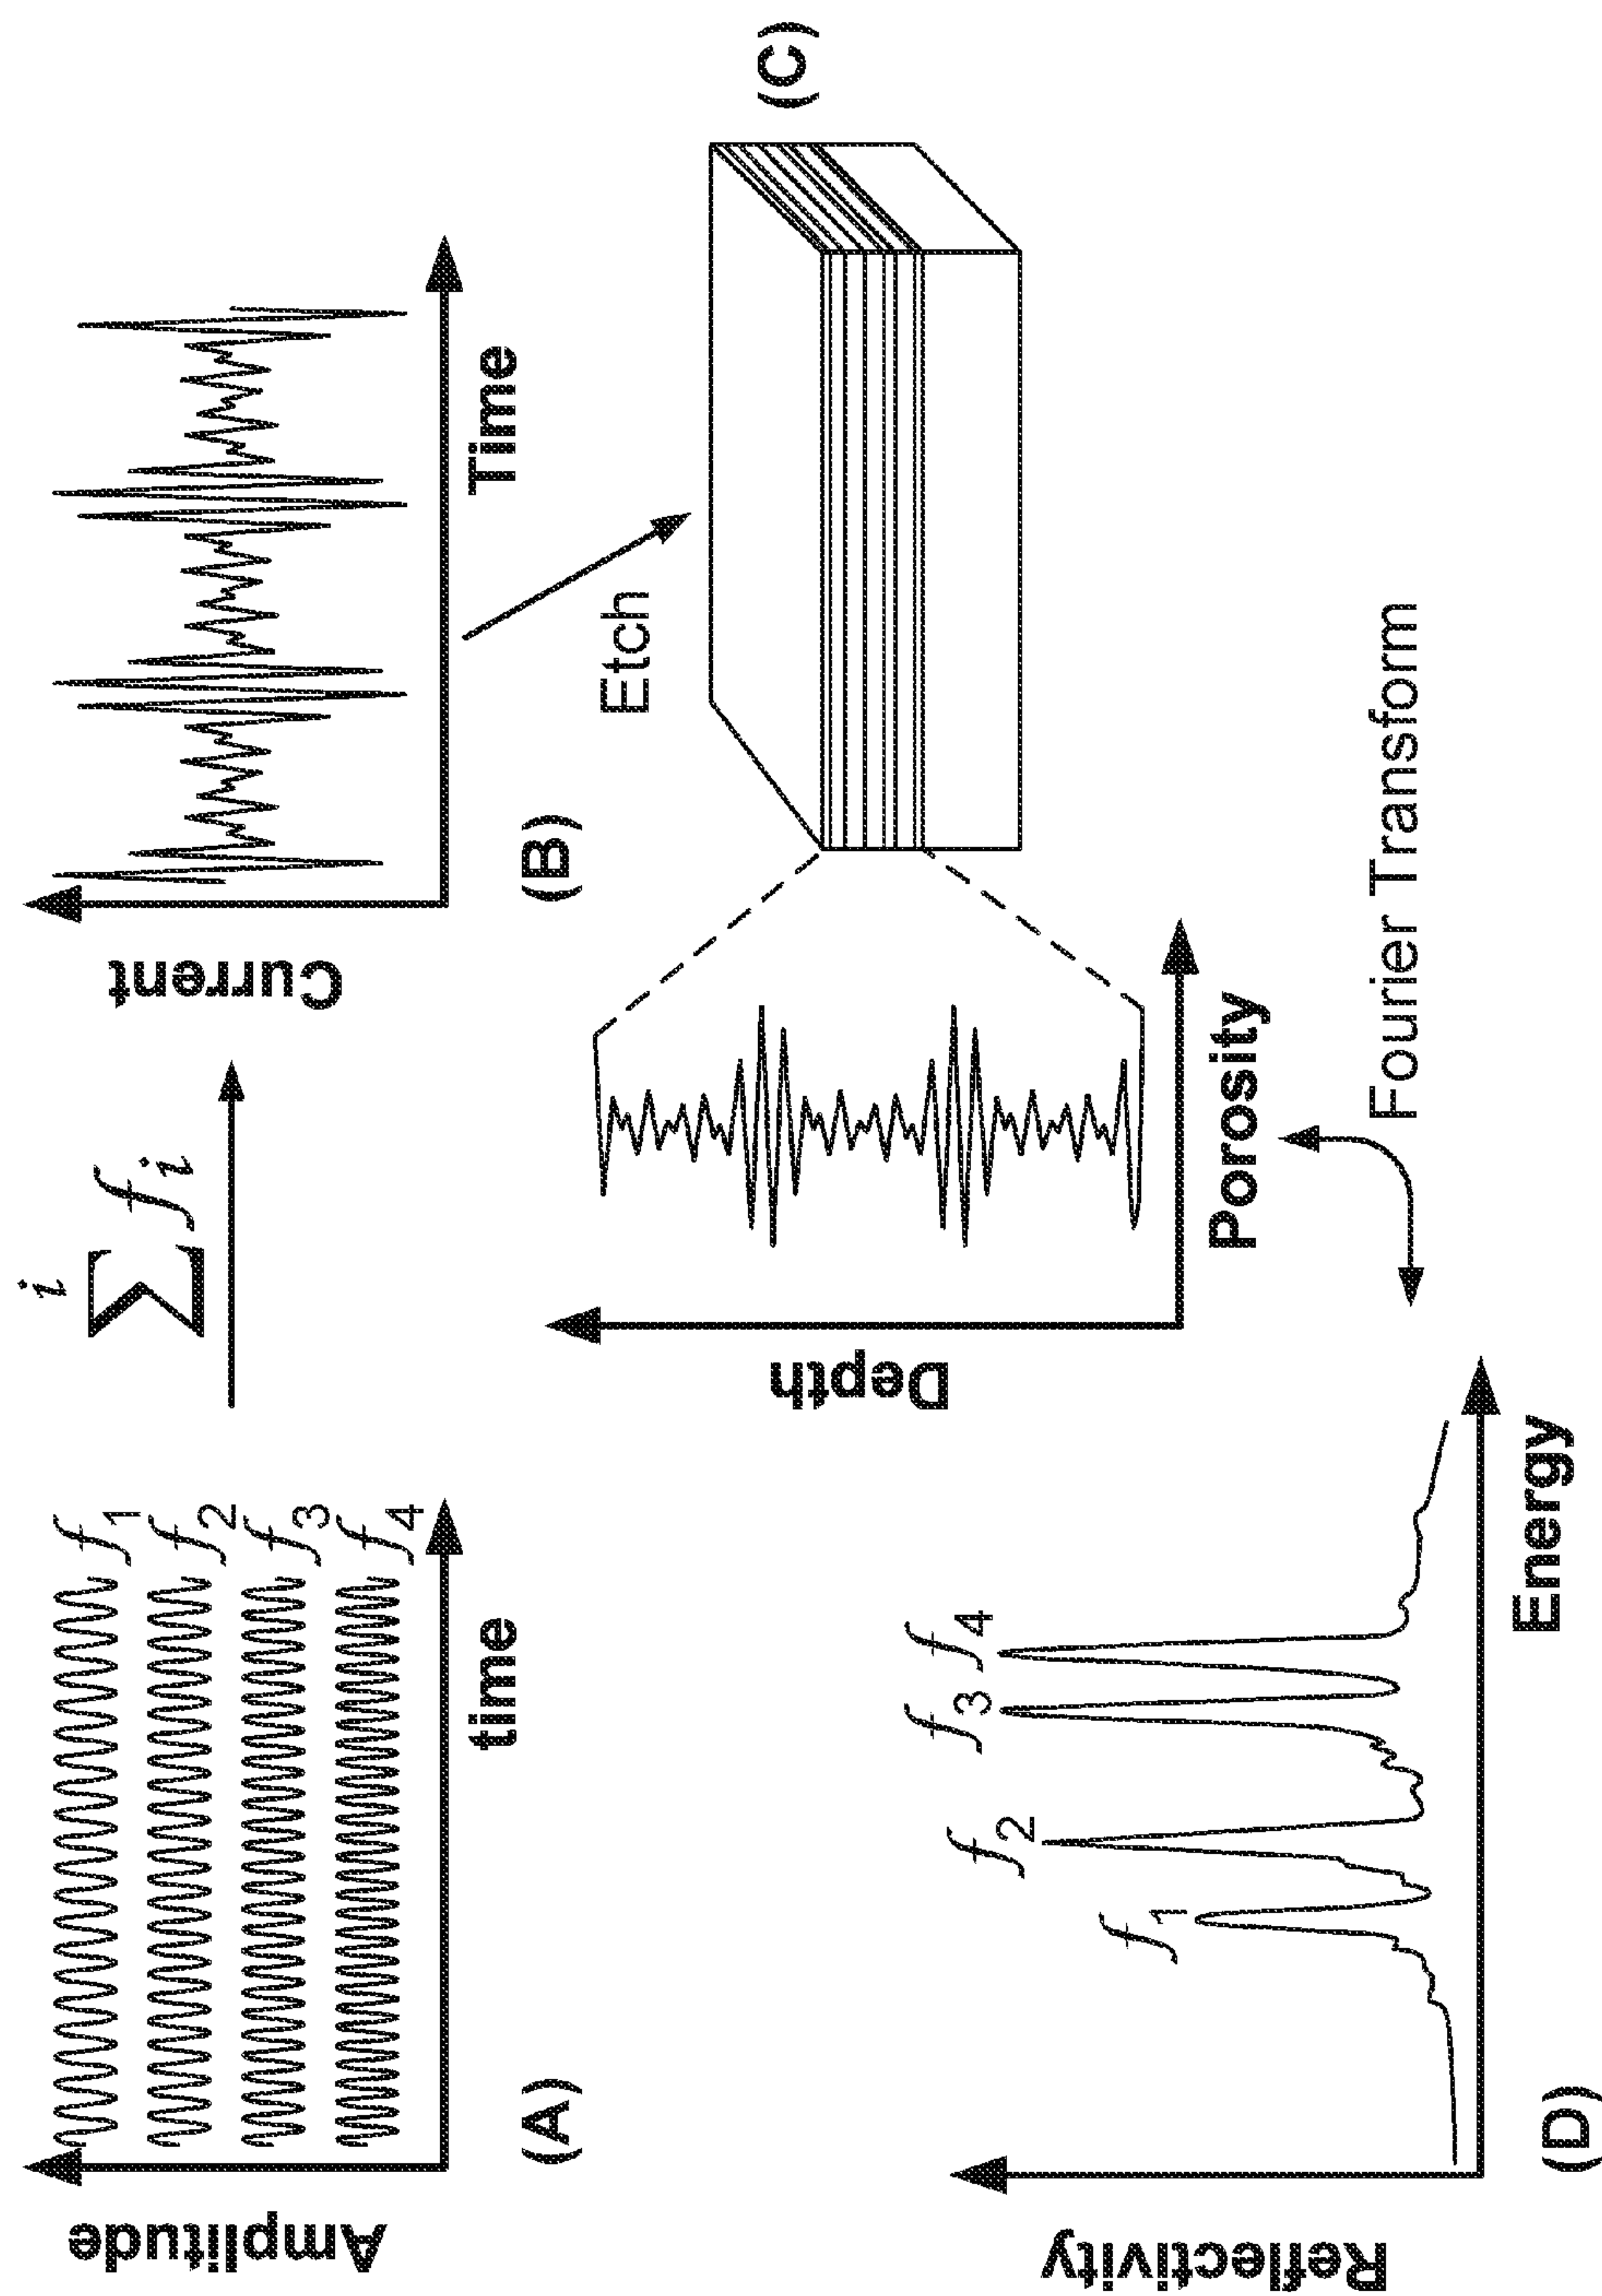 Amplitude
f1
f2
f3
f4
time
(A)
i
∑ fi
Current
Time
(B)
Etch
(C)
Depth
Porosity
Fourier Transform
Reflectivity
f1
f2
f3
f4
Energy
(D)